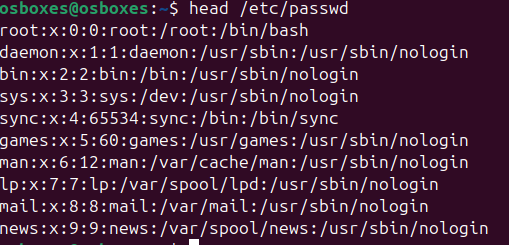 osboxes@osboxes:~$ head /etc/passwd
root:x:0:0:root:/root:/bin/bash
daemon:x:1:1:daemon:/usr/sbin:/usr/sbin/nologin
bin:x:2:2:bin:/bin:/usr/sbin/nologin
sys:x:3:3:sys:/dev:/usr/sbin/nologin
sync:x:4:65534:sync:/bin:/bin/sync
games:x:5:60:games:/usr/games:/usr/sbin/nologin
man:x:6:12:man:/var/cache/man:/usr/sbin/nologin
lp:x:7:7:lp:/var/spool/lpd:/usr/sbin/nologin
mail:x:8:8:mail:/var/mail:/usr/sbin/nologin
news:x:9:9:news:/var/spool/news:/usr/sbin/nologin